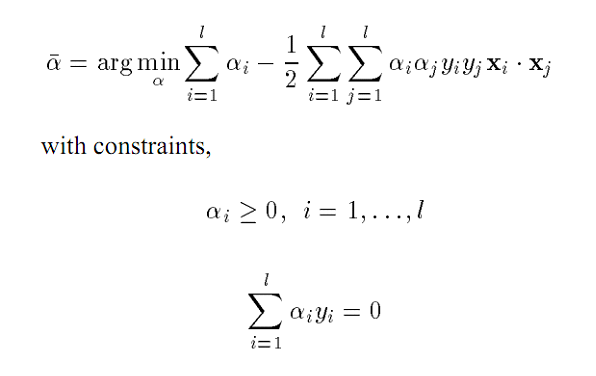 ᾱ = arg min_α ∑_{i=1}^{l} α_i − 1/2 ∑_{i=1}^{l} ∑_{j=1}^{l} α_i α_j y_i y_j 𝐱_i · 𝐱_j
with constraints,
α_i ≥ 0, i = 1, . . . , l
∑_{i=1}^{l} α_i y_i = 0